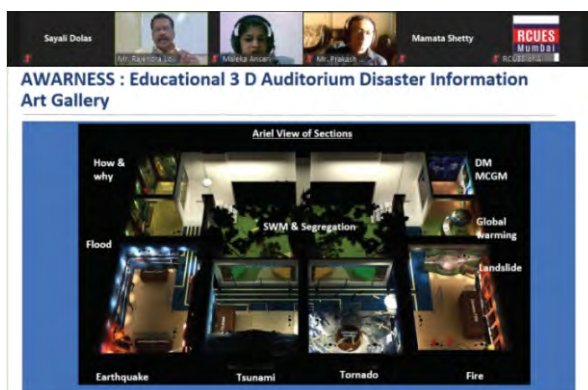 Sayali Dolas
Mamata Shetty
RCUES
Mumbai
Mr. Rajendra Lo
Maleka Ansari
Mr. Prakash
AWARNESS : Educational 3 D Auditorium Disaster Information
Art Gallery
Ariel View of Sections
How &
why
DM
MCGM
Global
warming
SWM & Segregation
Flood
Landslide
Earthquake
Tsunami
Tornado
Fire